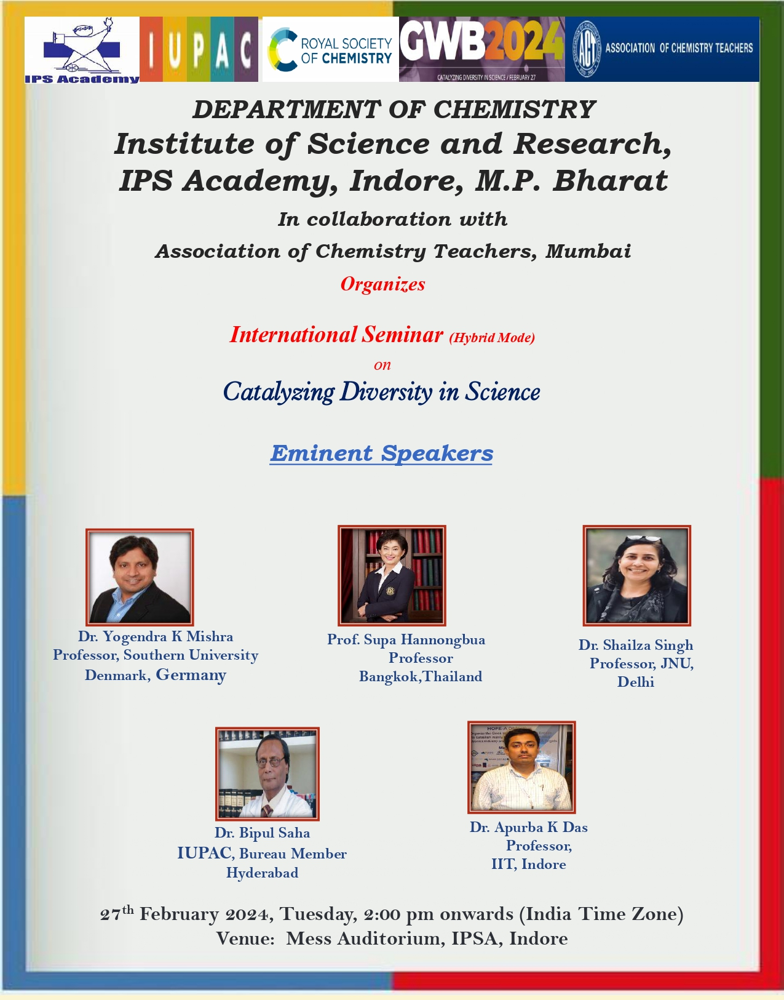 IPS Academy
IUPAC
ROYAL SOCIETY
OF CHEMISTRY
GWB2024
CATALYZING DIVERSITY IN SCIENCE / FEBRUARY 27
ACT
ASSOCIATION OF CHEMISTRY TEACHERS
DEPARTMENT OF CHEMISTRY
Institute of Science and Research,
IPS Academy, Indore, M.P. Bharat
In collaboration with
Association of Chemistry Teachers, Mumbai
Organizes
International Seminar (Hybrid Mode)
on
Catalyzing Diversity in Science
Eminent Speakers
Dr. Yogendra K Mishra
Professor, Southern University
Denmark, Germany
Prof. Supa Hannongbua
Professor
Bangkok,Thailand
Dr. Shailza Singh
Professor, JNU,
Delhi
Dr. Bipul Saha
IUPAC, Bureau Member
Hyderabad
Dr. Apurba K Das
Professor,
IIT, Indore
27th February 2024, Tuesday, 2:00 pm onwards (India Time Zone)
Venue: Mess Auditorium, IPSA, Indore